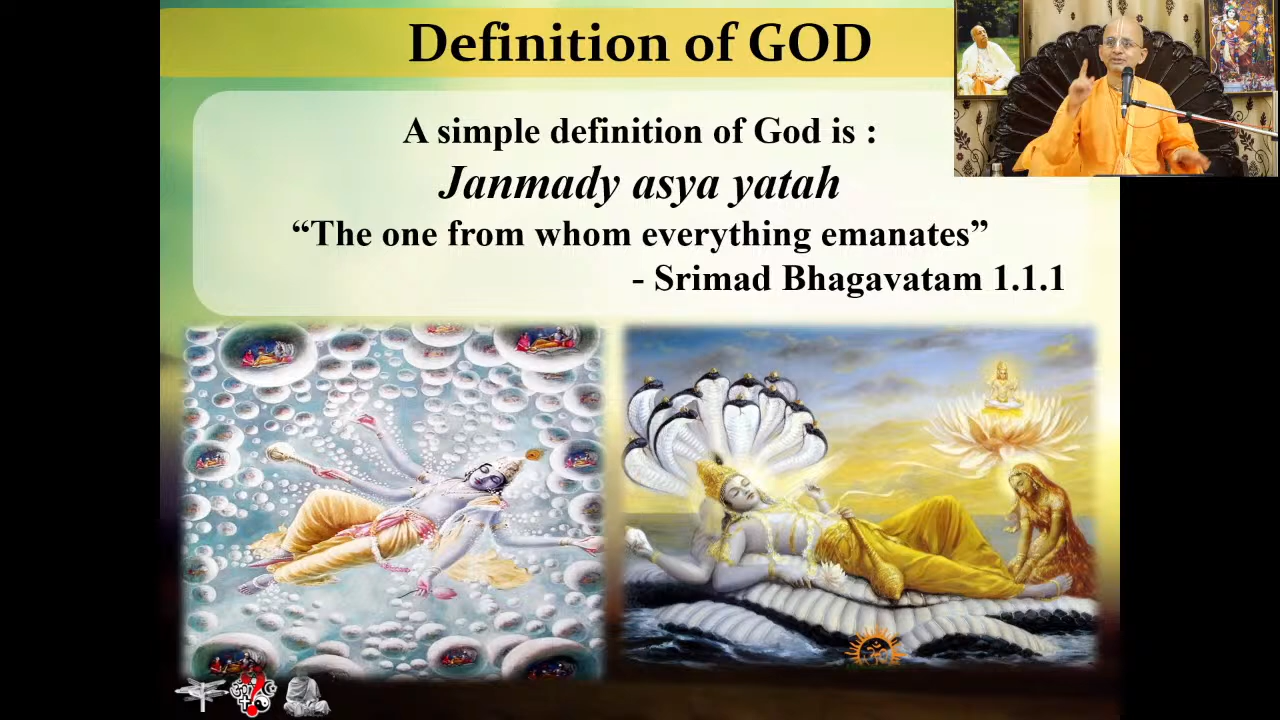 Definition of GOD
A simple definition of God is :
Janmady asya yatah
“The one from whom everything emanates”
- Srimad Bhagavatam 1.1.1
ॐ